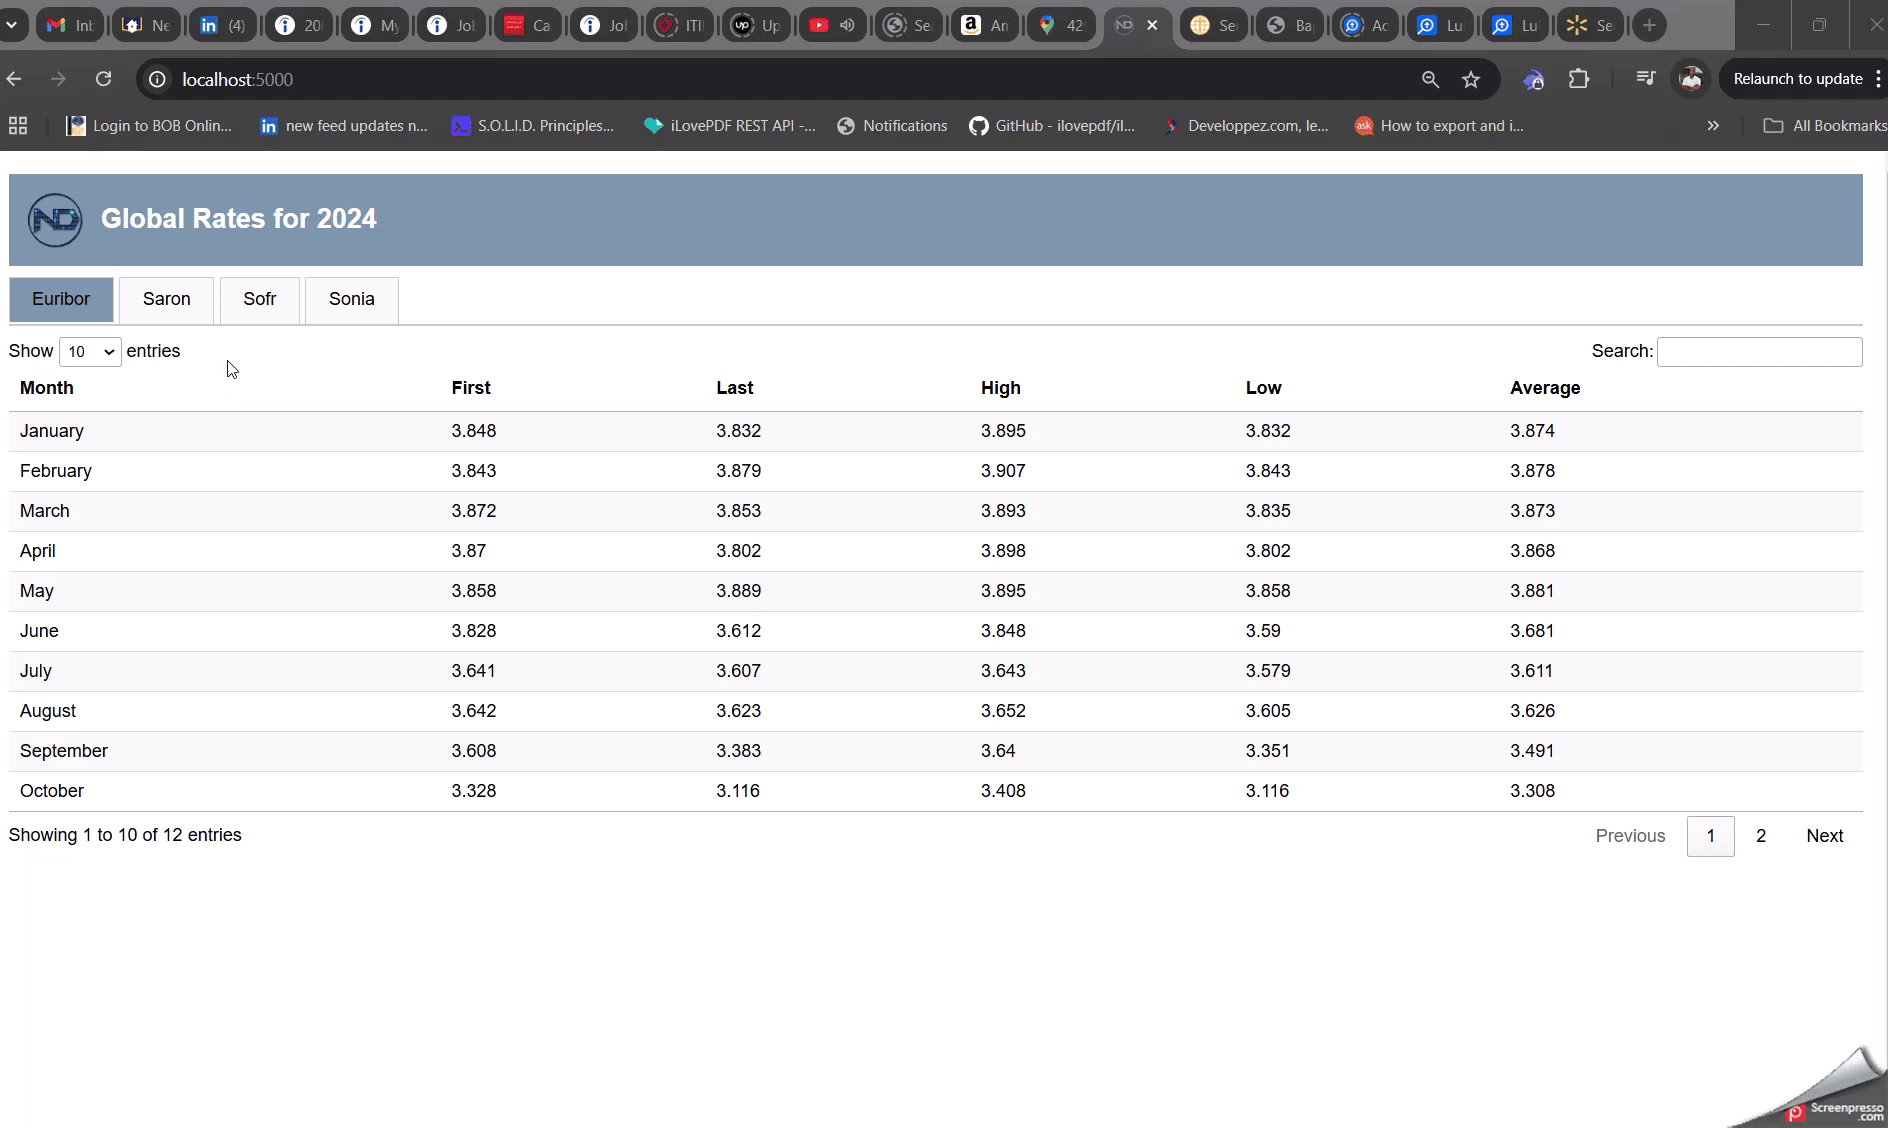 Inb Ne (4) 20 My Jol Ca Jol ITII Up Se An 42 Sei Ba Ac Lu Lu Se
localhost:5000 Relaunch to update
Login to BOB Onlin... new feed updates n... S.O.L.I.D. Principles... iLovePDF REST API -... Notifications GitHub - ilovepdf/il... Developpez.com, le... How to export and i... All Bookmarks
ND Global Rates for 2024
Euribor Saron Sofr Sonia
Show 10 entries Search:
Month First Last High Low Average
January 3.848 3.832 3.895 3.832 3.874
February 3.843 3.879 3.907 3.843 3.878
March 3.872 3.853 3.893 3.835 3.873
April 3.87 3.802 3.898 3.802 3.868
May 3.858 3.889 3.895 3.858 3.881
June 3.828 3.612 3.848 3.59 3.681
July 3.641 3.607 3.643 3.579 3.611
August 3.642 3.623 3.652 3.605 3.626
September 3.608 3.383 3.64 3.351 3.491
October 3.328 3.116 3.408 3.116 3.308
Showing 1 to 10 of 12 entries Previous 1 2 Next
Screenpresso
.com